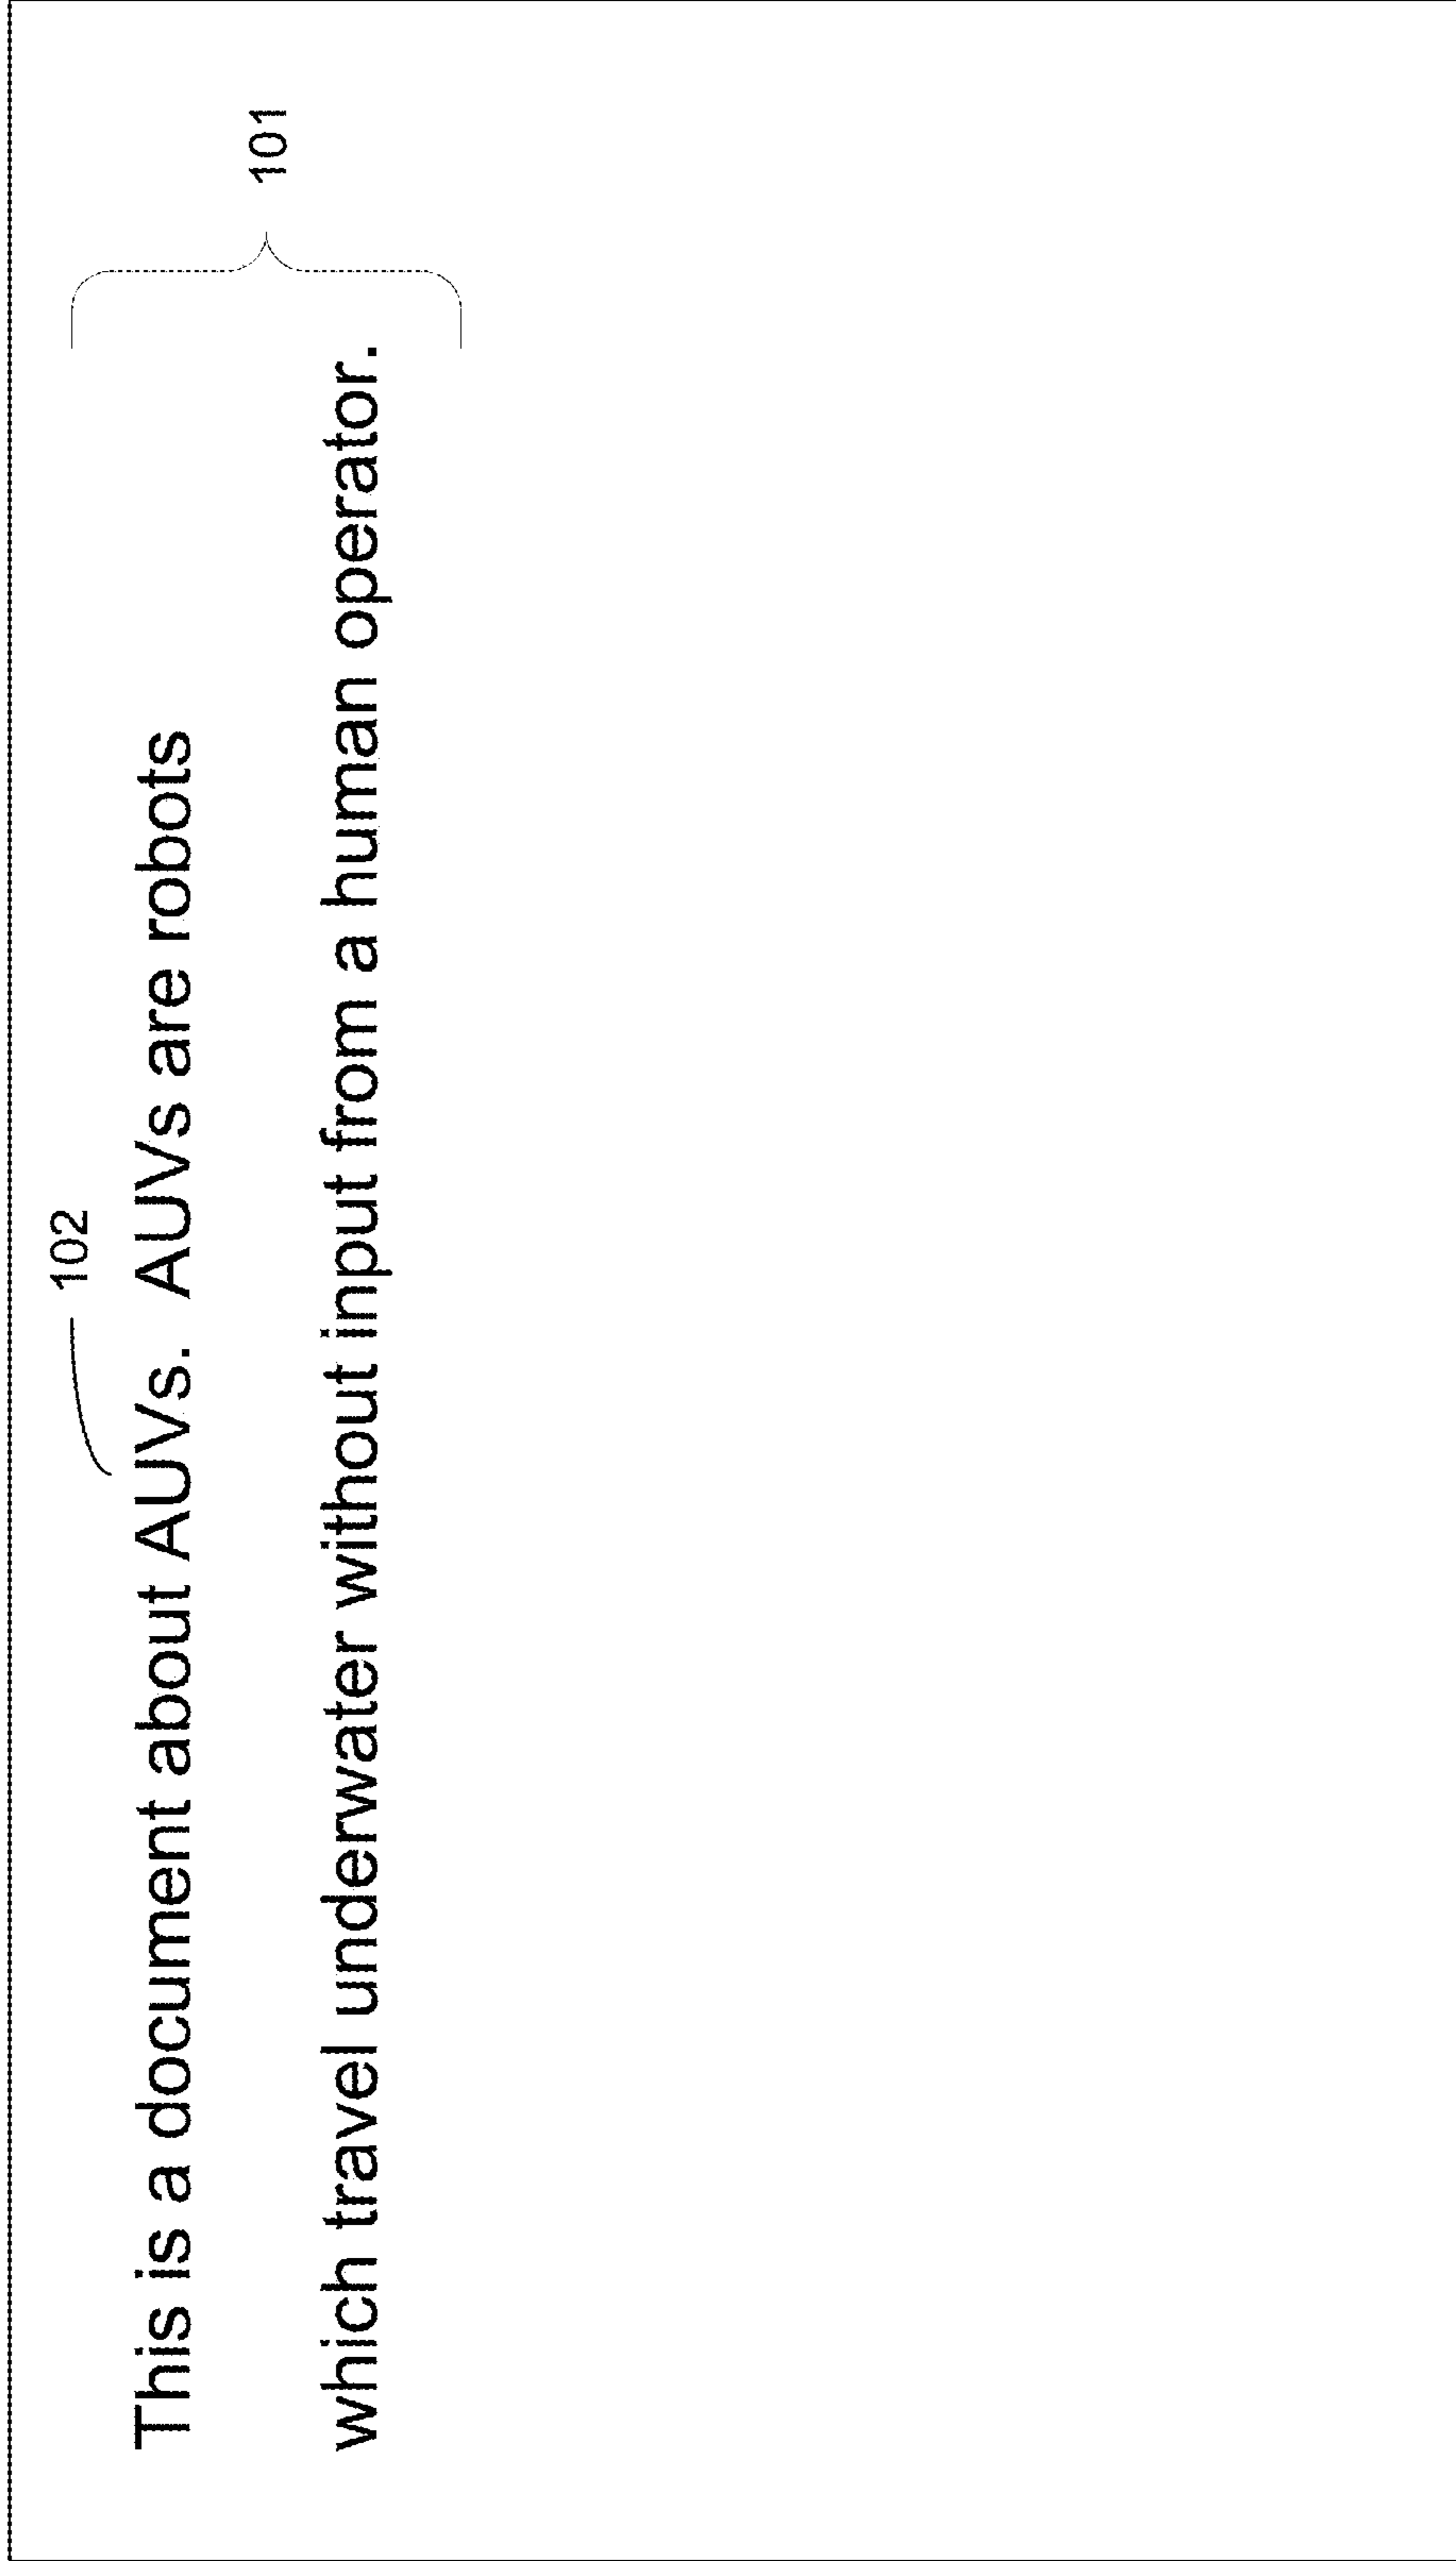 102
This is a document about AUVs.  AUVs are robots
101
which travel underwater without input from a human operator.